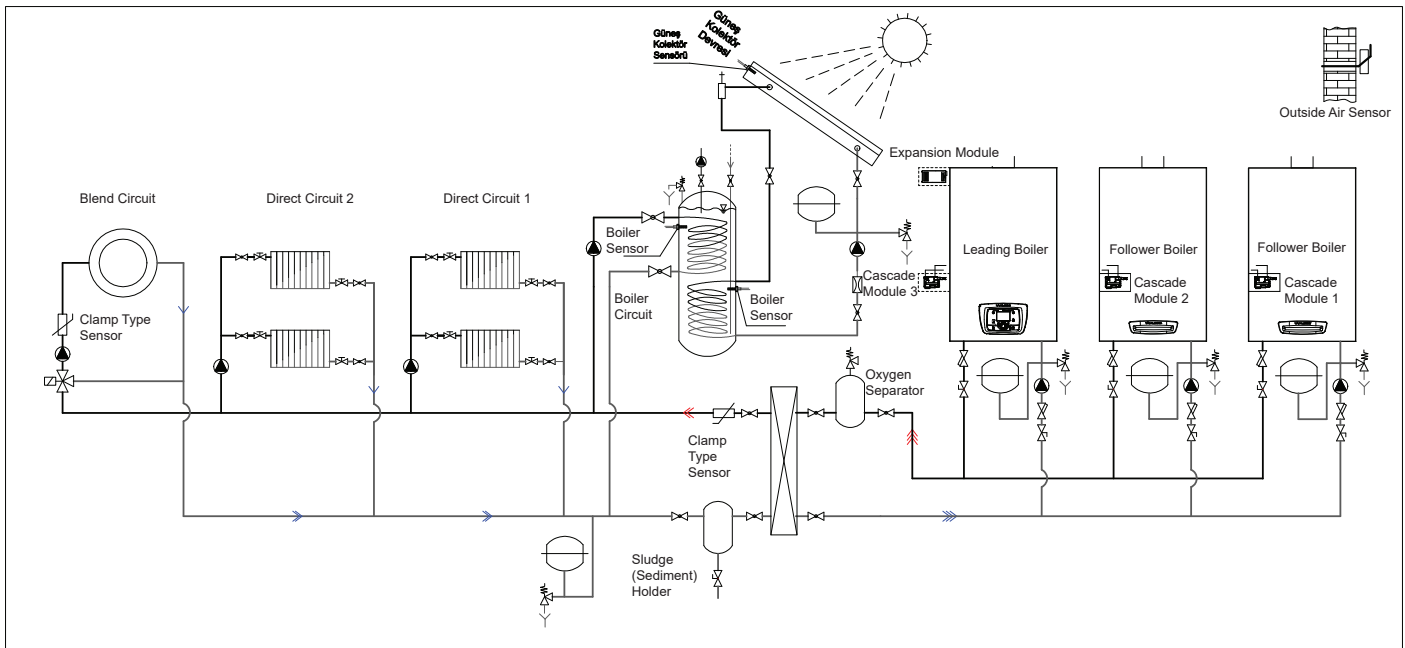 Güneş
Kolektör
Sensörü
Güneş
Kolektör
Devresi
Outside Air Sensor
Expansion Module
Blend Circuit
Direct Circuit 2
Direct Circuit 1
Boiler
Sensor
Leading Boiler
Follower Boiler
Follower Boiler
Cascade
Module 3
Cascade
Module 2
Cascade
Module 1
Clamp Type
Sensor
Boiler
Circuit
Boiler
Sensor
Oxygen
Separator
Clamp
Type
Sensor
Sludge
(Sediment)
Holder